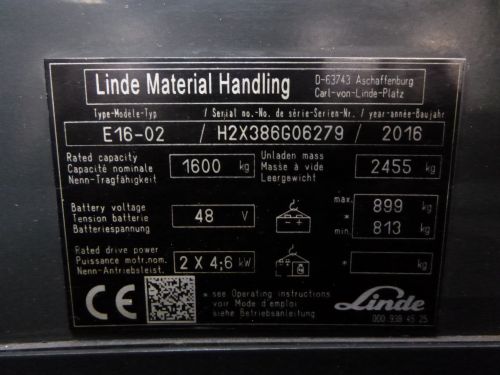 Linde Material Handling
D-63743 Aschaffenburg
Carl-von-Linde-Platz
Type-Modèle-Typ / Serial no.-No. de série-Serien-Nr. / year-année-Baujahr
E16-02 / H2X386G06279 / 2016
Rated capacity
Capacité nominale
Nenn-Tragfähigkeit
1600 kg
Unladen mass
Masse à vide
Leergewicht
2455 kg
Battery voltage
Tension batterie
Batteriespannung
48 V
max. 899 kg
*
min. 813 kg
Rated drive power
Puissance motr.nom.
Nenn-Antriebsleist.
2 X 4,6 kW
* kg
CE
* see Operating instructions
voir Mode d'emploi
siehe Betriebsanleitung
Linde
000 938 45 25